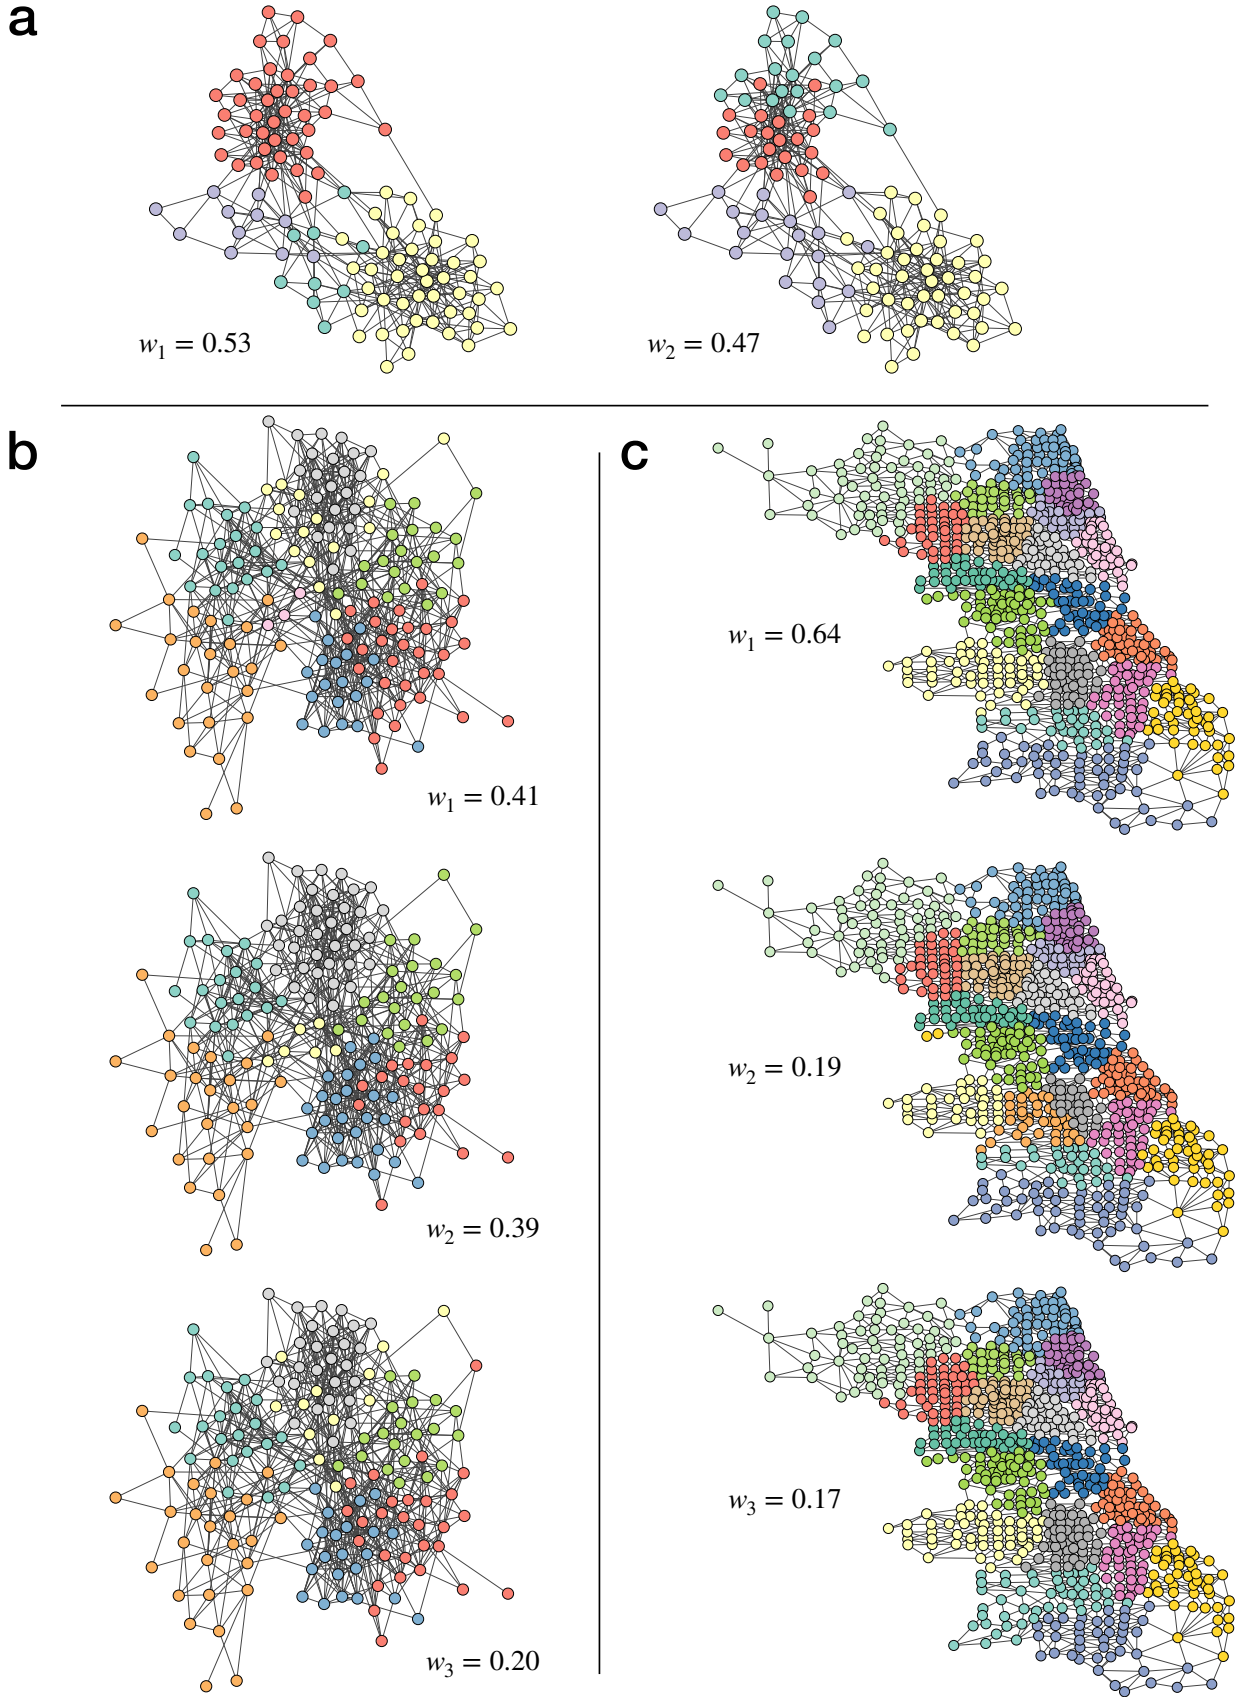 a
w₁ = 0.53
w₂ = 0.47
b
c
w₁ = 0.64
w₁ = 0.41
w₂ = 0.19
w₂ = 0.39
w₃ = 0.17
w₃ = 0.20